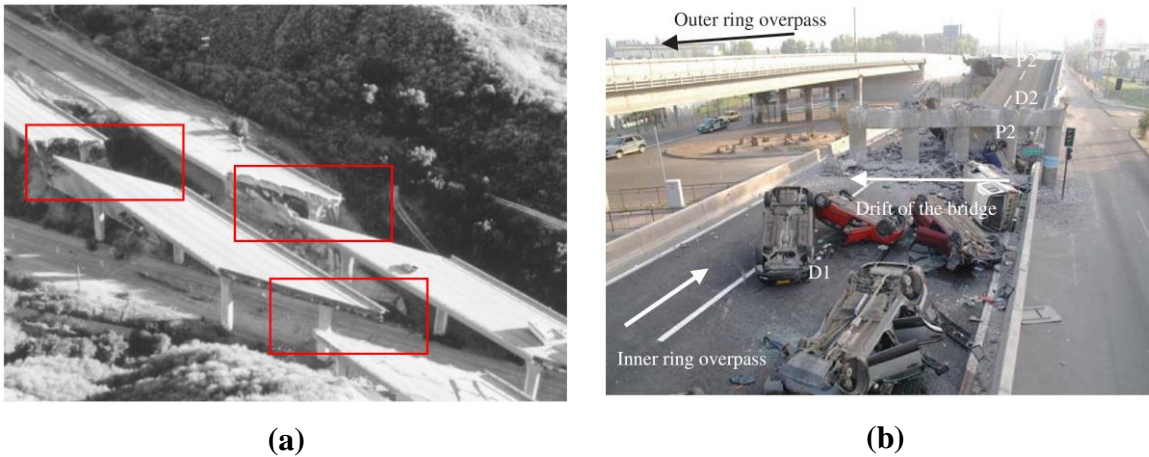 Outer ring overpass
P2
D2
P2
Drift of the bridge
D1
Inner ring overpass
(a)
(b)